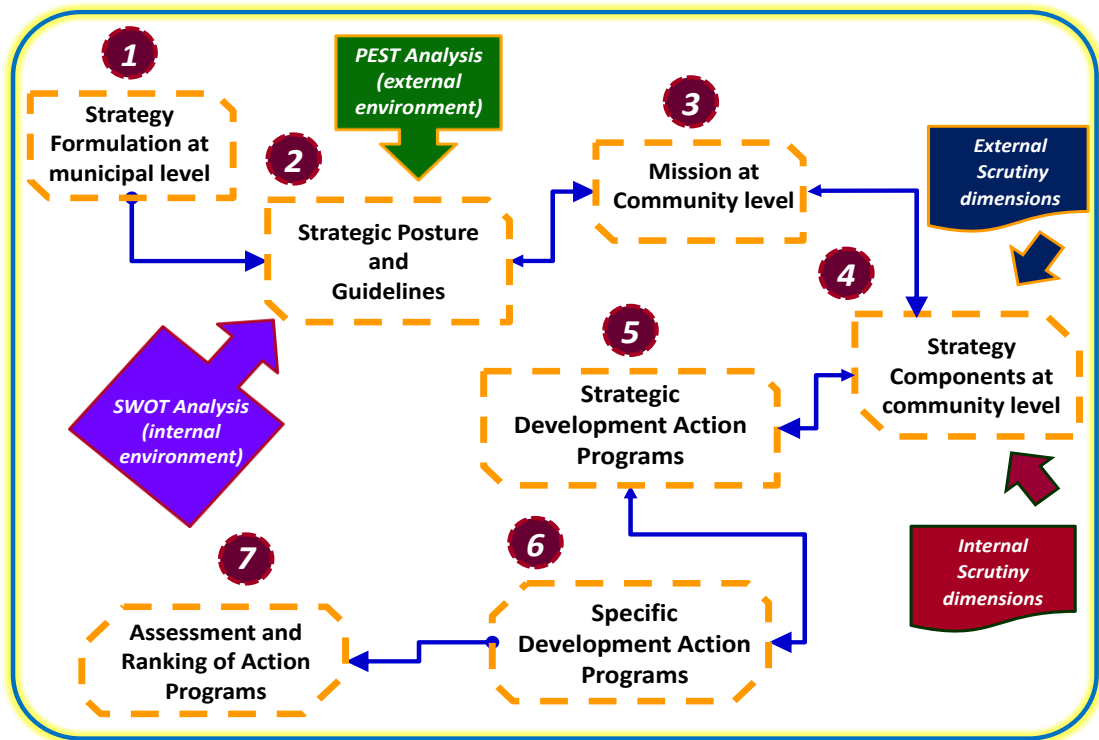 1
Strategy
Formulation at
municipal level
PEST Analysis
(external
environment)
2
Strategic Posture
and
Guidelines
SWOT Analysis
(internal
environment)
3
Mission at
Community level
External
Scrutiny
dimensions
4
Strategy
Components at
community level
Internal
Scrutiny
dimensions
5
Strategic
Development Action
Programs
6
Specific
Development Action
Programs
7
Assessment and
Ranking of Action
Programs